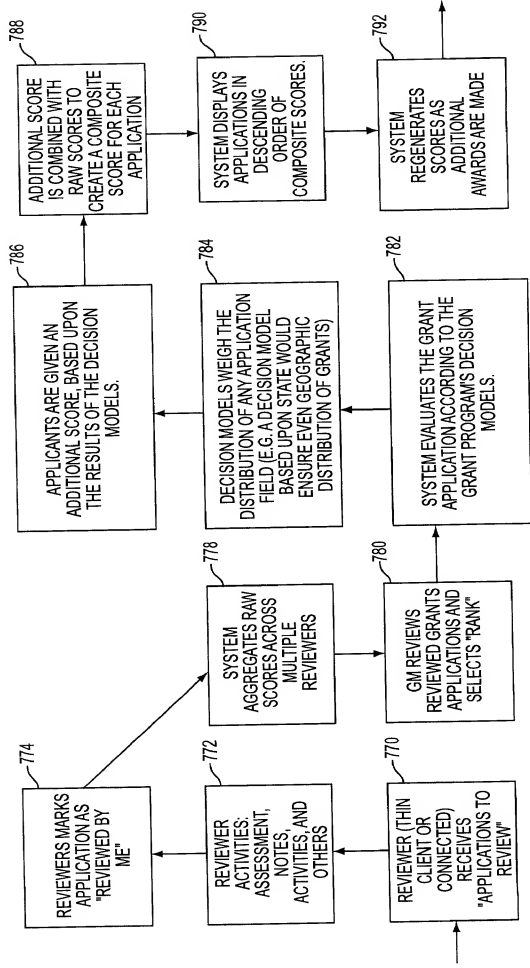 770
REVIEWER (THIN
CLIENT OR
CONNECTED)
RECEIVES
"APPLICATIONS TO
REVIEW"
772
REVIEWER
ACTIVITIES:
ASSESSMENT,
NOTES,
ACTIVITIES, AND
OTHERS
774
REVIEWERS MARKS
APPLICATION AS
"REVIEWED BY
ME"
778
SYSTEM
AGGREGATES RAW
SCORES ACROSS
MULTIPLE
REVIEWERS
780
GM REVIEWS
REVIEWED GRANTS
APPLICATIONS AND
SELECTS "RANK"
782
SYSTEM EVALUATES THE GRANT
APPLICATION ACCORDING TO THE
GRANT PROGRAM'S DECISION
MODELS.
784
DECISION MODELS WEIGH THE
DISTRIBUTION OF ANY APPLICATION
FIELD (E.G. A DECISION MODEL
BASED UPON STATE WOULD
ENSURE EVEN GEOGRAPHIC
DISTRIBUTION OF GRANTS)
786
APPLICANTS ARE GIVEN AN
ADDITIONAL SCORE, BASED UPON
THE RESULTS OF THE DECISION
MODELS.
788
ADDITIONAL SCORE
IS COMBINED WITH
RAW SCORES TO
CREATE A COMPOSITE
SCORE FOR EACH
APPLICATION
790
SYSTEM DISPLAYS
APPLICATIONS IN
DESCENDING
ORDER OF
COMPOSITE SCORES.
792
SYSTEM
REGENERATES
SCORES AS
ADDITIONAL
AWARDS ARE MADE